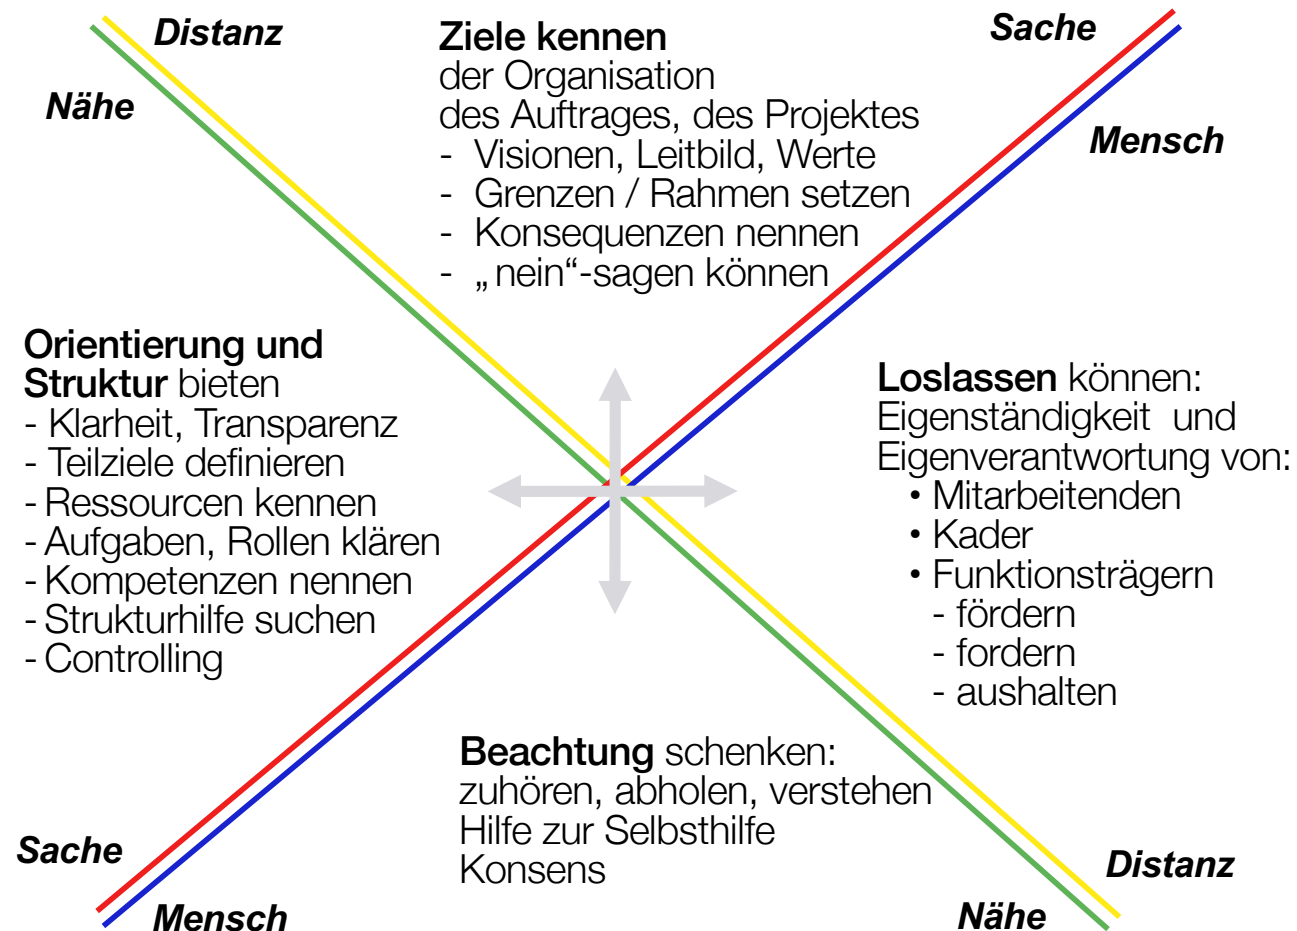 Distanz
Nähe
Ziele kennen
der Organisation
des Auftrages, des Projektes
- Visionen, Leitbild, Werte
- Grenzen / Rahmen setzen
- Konsequenzen nennen
- „nein“-sagen können
Sache
Mensch
Orientierung und
Struktur bieten
- Klarheit, Transparenz
- Teilziele definieren
- Ressourcen kennen
- Aufgaben, Rollen klären
- Kompetenzen nennen
- Strukturhilfe suchen
- Controlling
Loslassen können:
Eigenständigkeit und
Eigenverantwortung von:
• Mitarbeitenden
• Kader
• Funktionsträgern
- fördern
- fordern
- aushalten
Beachtung schenken:
zuhören, abholen, verstehen
Hilfe zur Selbsthilfe
Konsens
Sache
Mensch
Distanz
Nähe